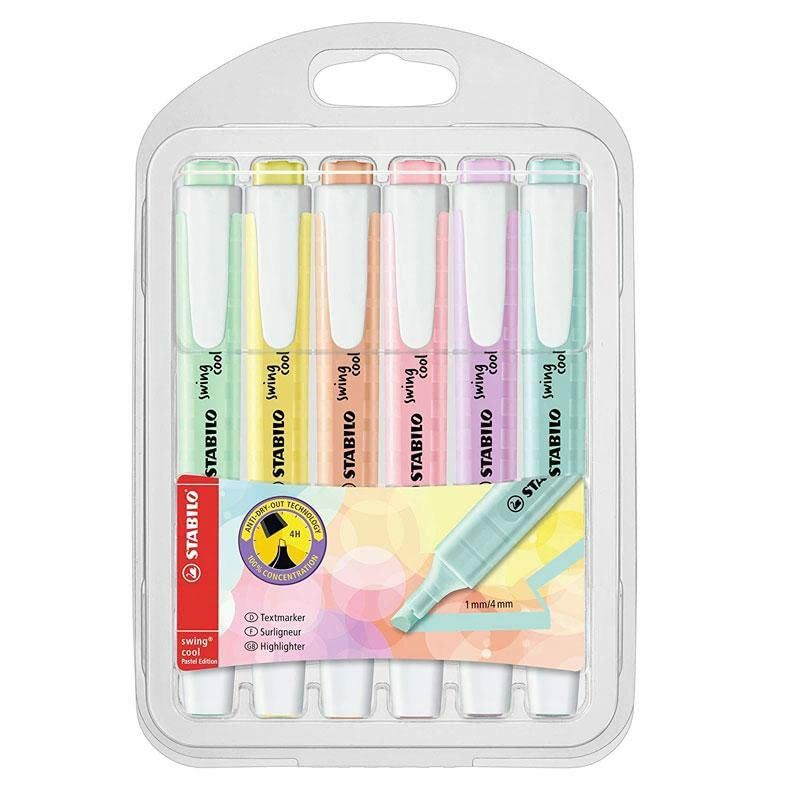 swing
cool
STABILO
swing
cool
STABILO
swing
cool
STABILO
swing
cool
STABILO
swing
cool
STABILO
swing
cool
STABILO
STABILO
swing®
cool
Pastel Edition
ANTI-DRY-OUT TECHNOLOGY
4H
100% CONCENTRATION
D Textmarker
F Surligneur
GB Highlighter
STA
1 mm/4 mm